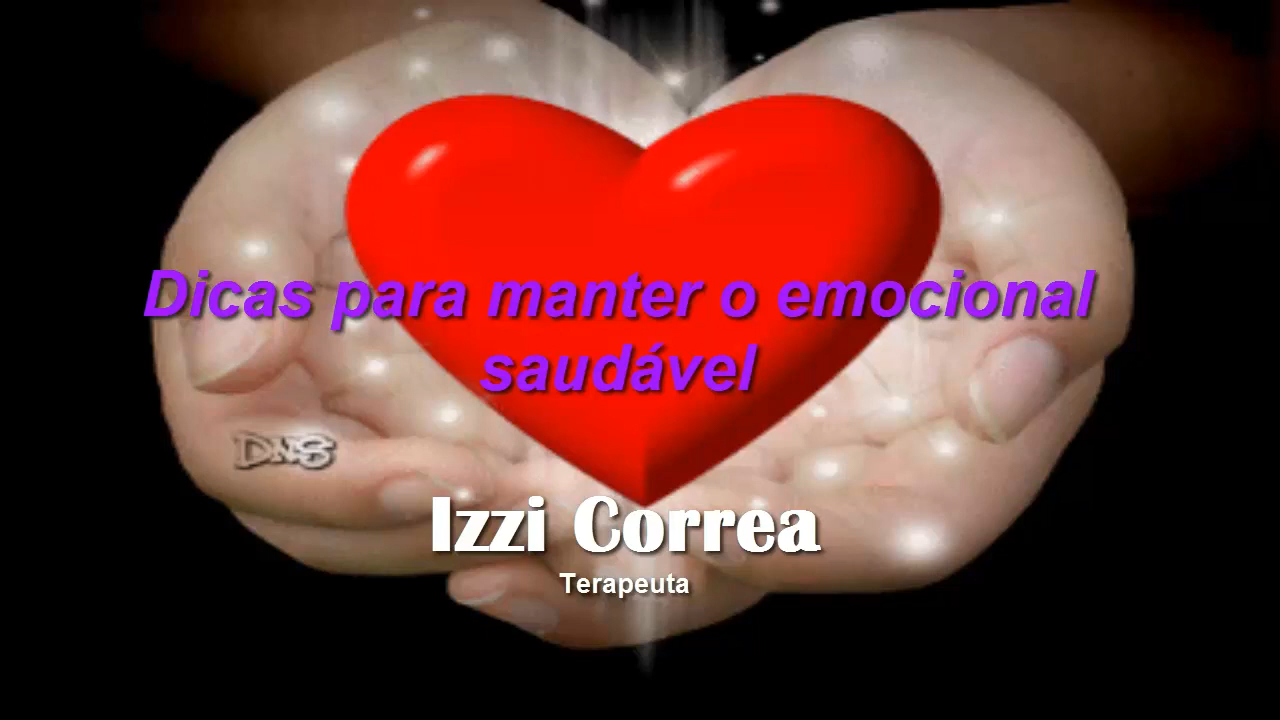 Dicas para manter o emocional
saudável
DNS
Izzi Correa
Terapeuta